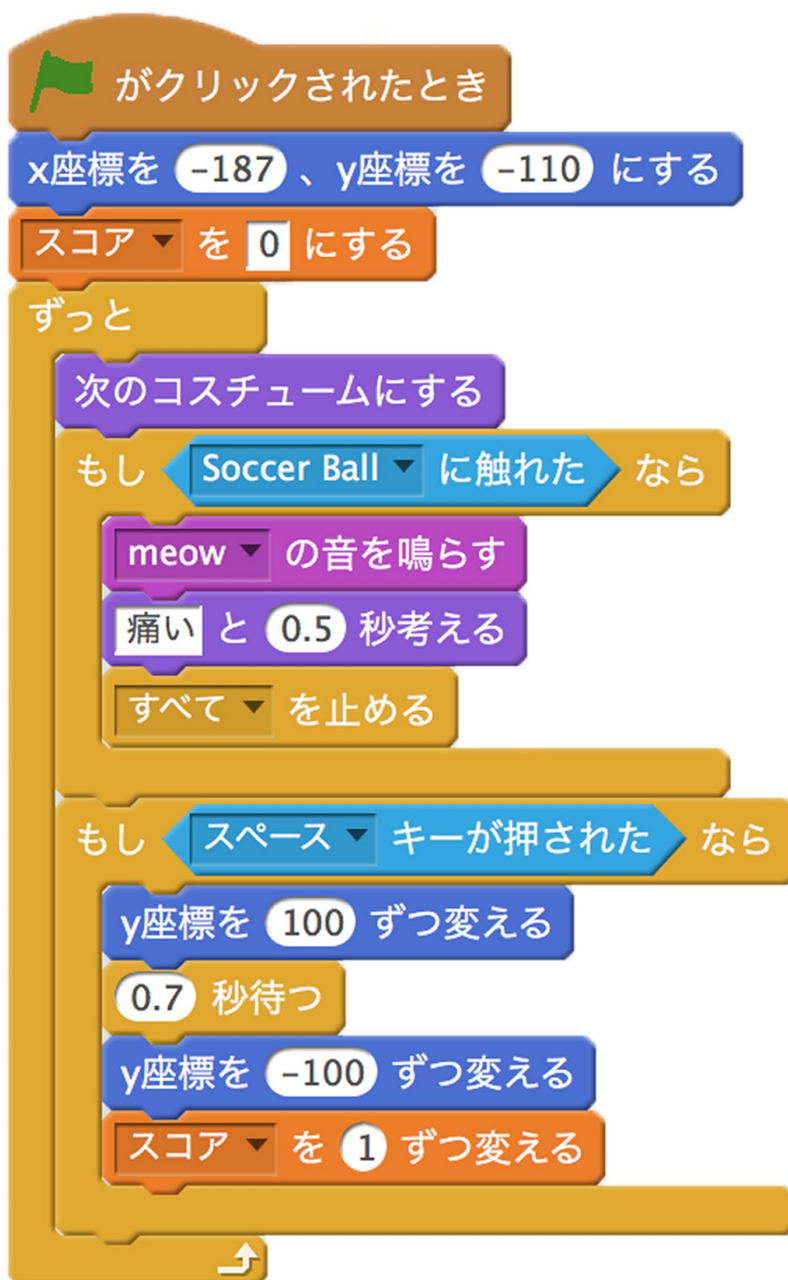 がクリックされたとき
x座標を -187 、y座標を -110 にする
スコア を 0 にする
ずっと
次のコスチュームにする
もし Soccer Ball に触れた なら
meow の音を鳴らす
痛い と 0.5 秒考える
すべて を止める
もし スペース キーが押された なら
y座標を 100 ずつ変える
0.7 秒待つ
y座標を -100 ずつ変える
スコア を 1 ずつ変える